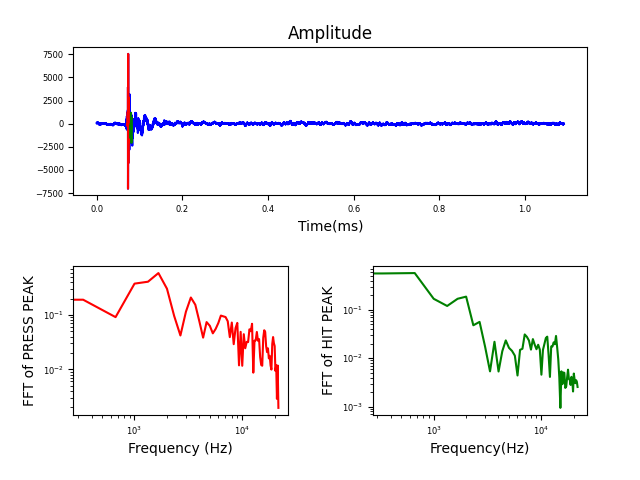 Amplitude
7500
5000
2500
0
−2500
−5000
−7500
0.0 0.2 0.4 0.6 0.8 1.0
Time(ms)
FFT of PRESS PEAK
10⁻¹
10⁻²
10³ 10⁴
Frequency (Hz)
FFT of HIT PEAK
10⁻¹
10⁻²
10⁻³
10³ 10⁴
Frequency(Hz)